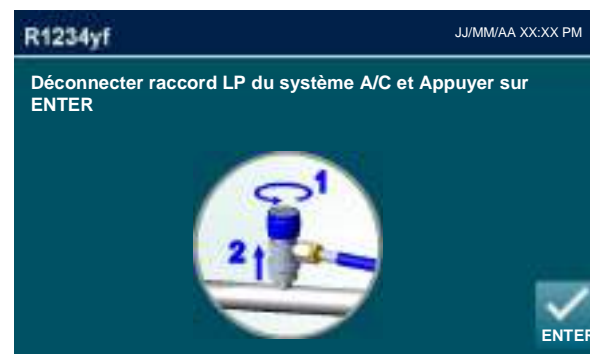 R1234yf
JJ/MM/AA XX:XX PM
Déconnecter raccord LP du système A/C et Appuyer sur
ENTER
1
2
ENTER